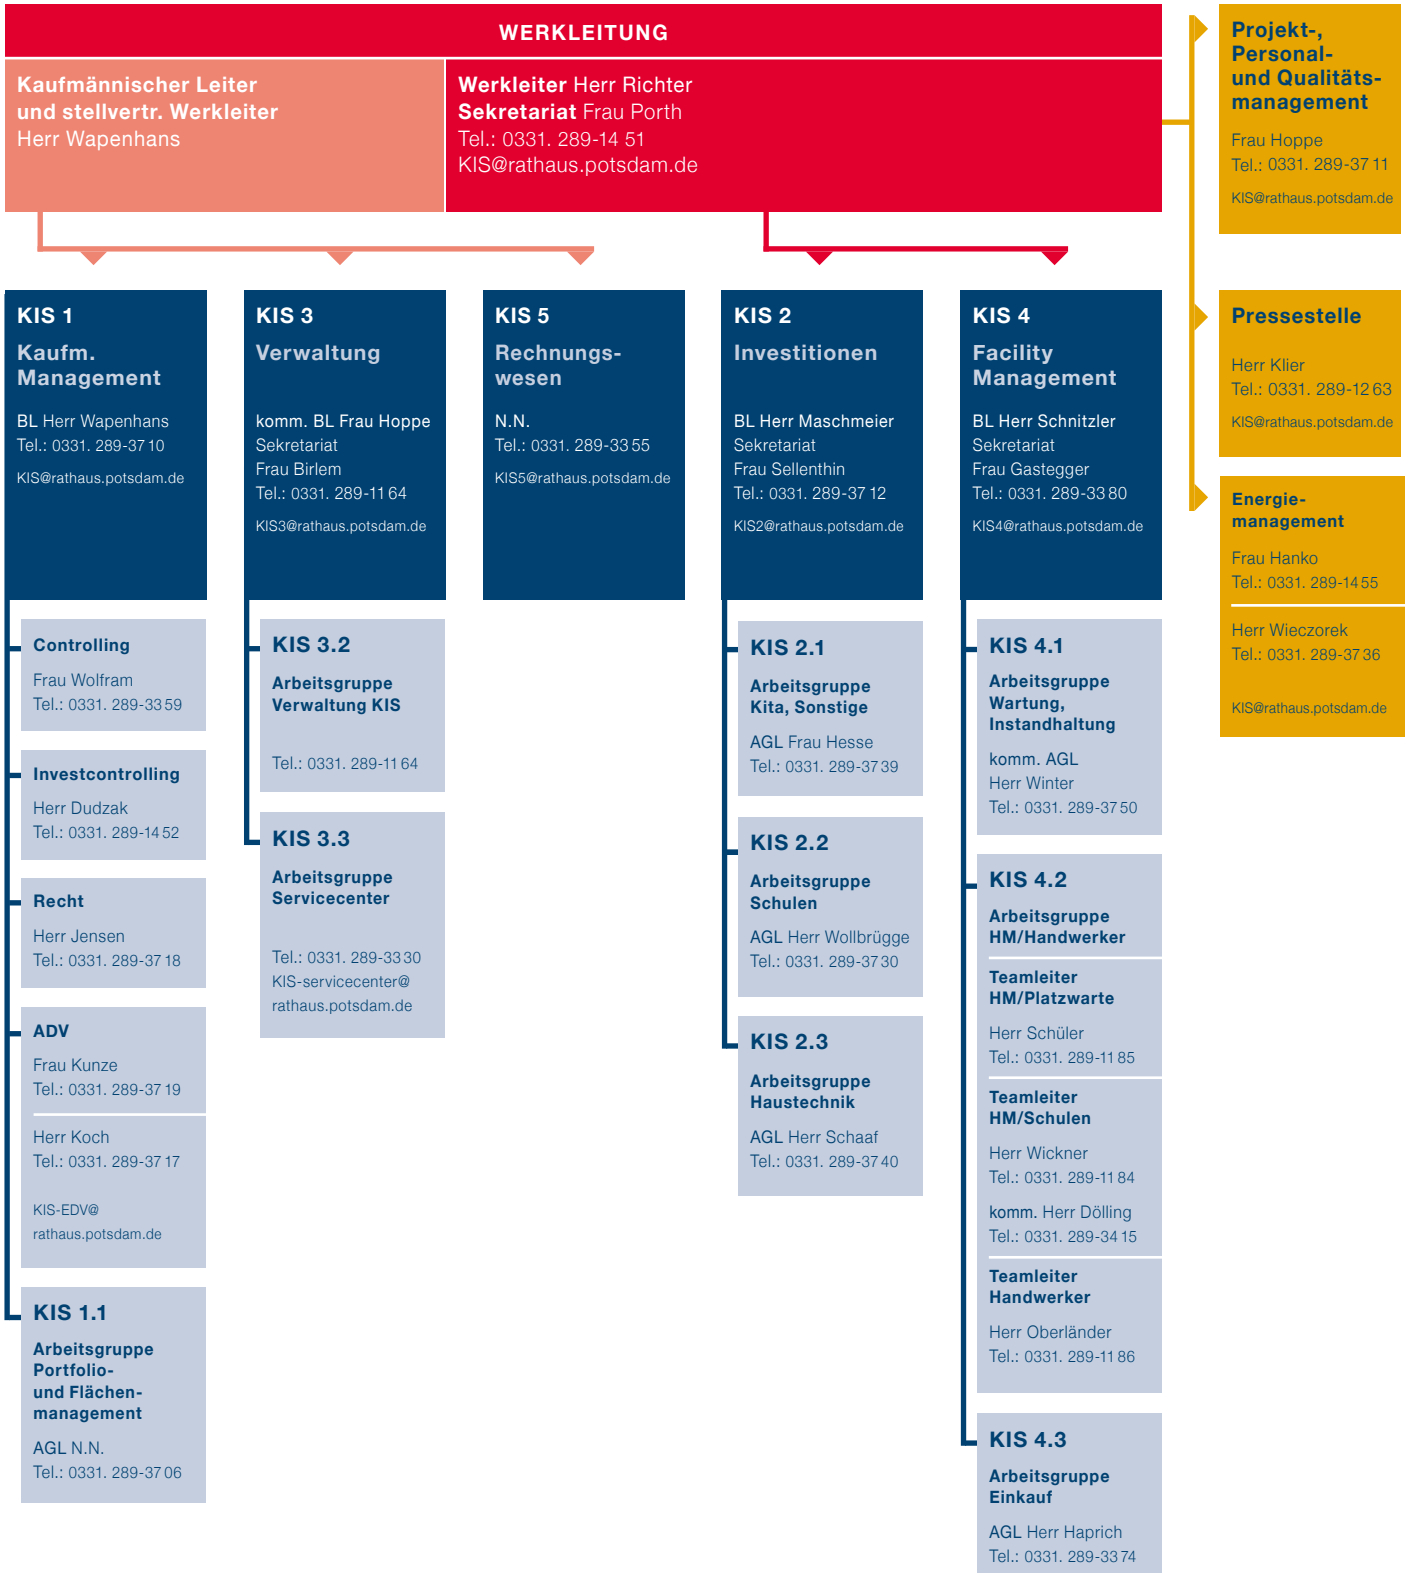 WERKLEITUNG
Kaufmännischer Leiter
und stellvertr. Werkleiter
Herr Wapenhans
Werkleiter Herr Richter
Sekretariat Frau Porth
Tel.: 0331. 289-14 51
KIS@rathaus.potsdam.de
Projekt-,
Personal-
und Qualitäts-
management
Frau Hoppe
Tel.: 0331. 289-37 11
KIS@rathaus.potsdam.de
Pressestelle
Herr Klier
Tel.: 0331. 289-12 63
KIS@rathaus.potsdam.de
Energie-
management
Frau Hanko
Tel.: 0331. 289-14 55
Herr Wieczorek
Tel.: 0331. 289-37 36
KIS@rathaus.potsdam.de
KIS 1
Kaufm.
Management
BL Herr Wapenhans
Tel.: 0331. 289-37 10
KIS@rathaus.potsdam.de
Controlling
Frau Wolfram
Tel.: 0331. 289-33 59
Investcontrolling
Herr Dudzak
Tel.: 0331. 289-14 52
Recht
Herr Jensen
Tel.: 0331. 289-37 18
ADV
Frau Kunze
Tel.: 0331. 289-37 19
Herr Koch
Tel.: 0331. 289-37 17
KIS-EDV@
rathaus.potsdam.de
KIS 1.1
Arbeitsgruppe
Portfolio-
und Flächen-
management
AGL N.N.
Tel.: 0331. 289-37 06
KIS 3
Verwaltung
komm. BL Frau Hoppe
Sekretariat
Frau Birlem
Tel.: 0331. 289-11 64
KIS3@rathaus.potsdam.de
KIS 3.2
Arbeitsgruppe
Verwaltung KIS
Tel.: 0331. 289-11 64
KIS 3.3
Arbeitsgruppe
Servicecenter
Tel.: 0331. 289-33 30
KIS-servicecenter@
rathaus.potsdam.de
KIS 5
Rechnungs-
wesen
N.N.
Tel.: 0331. 289-33 55
KIS5@rathaus.potsdam.de
KIS 2
Investitionen
BL Herr Maschmeier
Sekretariat
Frau Sellenthin
Tel.: 0331. 289-37 12
KIS2@rathaus.potsdam.de
KIS 2.1
Arbeitsgruppe
Kita, Sonstige
AGL Frau Hesse
Tel.: 0331. 289-37 39
KIS 2.2
Arbeitsgruppe
Schulen
AGL Herr Wollbrügge
Tel.: 0331. 289-37 30
KIS 2.3
Arbeitsgruppe
Haustechnik
AGL Herr Schaaf
Tel.: 0331. 289-37 40
KIS 4
Facility
Management
BL Herr Schnitzler
Sekretariat
Frau Gastegger
Tel.: 0331. 289-33 80
KIS4@rathaus.potsdam.de
KIS 4.1
Arbeitsgruppe
Wartung,
Instandhaltung
komm. AGL
Herr Winter
Tel.: 0331. 289-37 50
KIS 4.2
Arbeitsgruppe
HM/Handwerker
Teamleiter
HM/Platzwarte
Herr Schüler
Tel.: 0331. 289-11 85
Teamleiter
HM/Schulen
Herr Wickner
Tel.: 0331. 289-11 84
komm. Herr Dölling
Tel.: 0331. 289-34 15
Teamleiter
Handwerker
Herr Oberländer
Tel.: 0331. 289-11 86
KIS 4.3
Arbeitsgruppe
Einkauf
AGL Herr Haprich
Tel.: 0331. 289-33 74